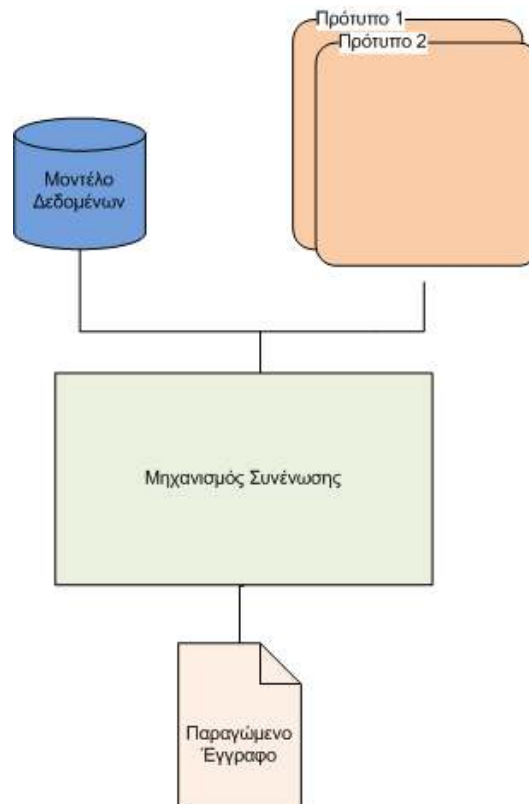 Πρότυπο 1
Πρότυπο 2
Μοντέλο
Δεδομένων
Μηχανισμός Συνένωσης
Παραγώμενο
Έγγραφο